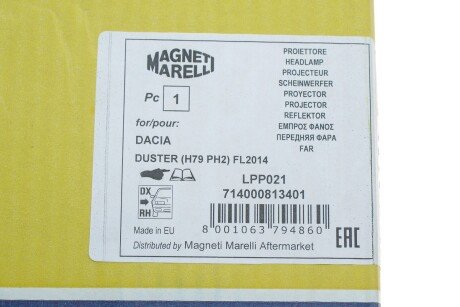 MAGNETI
MARELLI
Pc 1
for/pour:
DACIA
DUSTER (H79 PH2) FL2014
DX
RH
Made in EU
PROIETTORE
HEADLAMP
PROJECTEUR
SCHEINWERFER
PROYECTOR
PROJECTOR
REFLEKTOR
ΕΜΠΡΟΣ ΦΑΝΟΣ
ПЕРЕДНЯЯ ФАРА
FAR
LPP021
714000813401
8 001063 794860
EAC
Distributed by Magneti Marelli Aftermarket